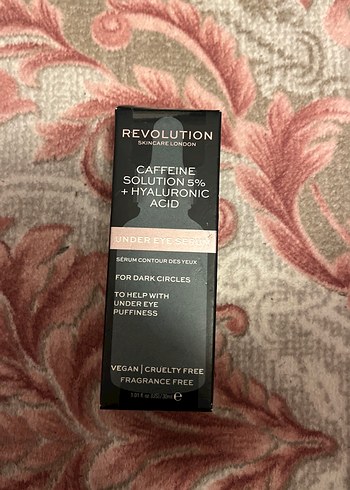 REVOLUTION
SKINCARE LONDON
CAFFEINE
SOLUTION 5%
+ HYALURONIC
ACID
UNDER EYE SERUM
SÉRUM CONTOUR DES YEUX
FOR DARK CIRCLES
TO HELP WITH
UNDER EYE
PUFFINESS
VEGAN | CRUELTY FREE
FRAGRANCE FREE
30ml ℮